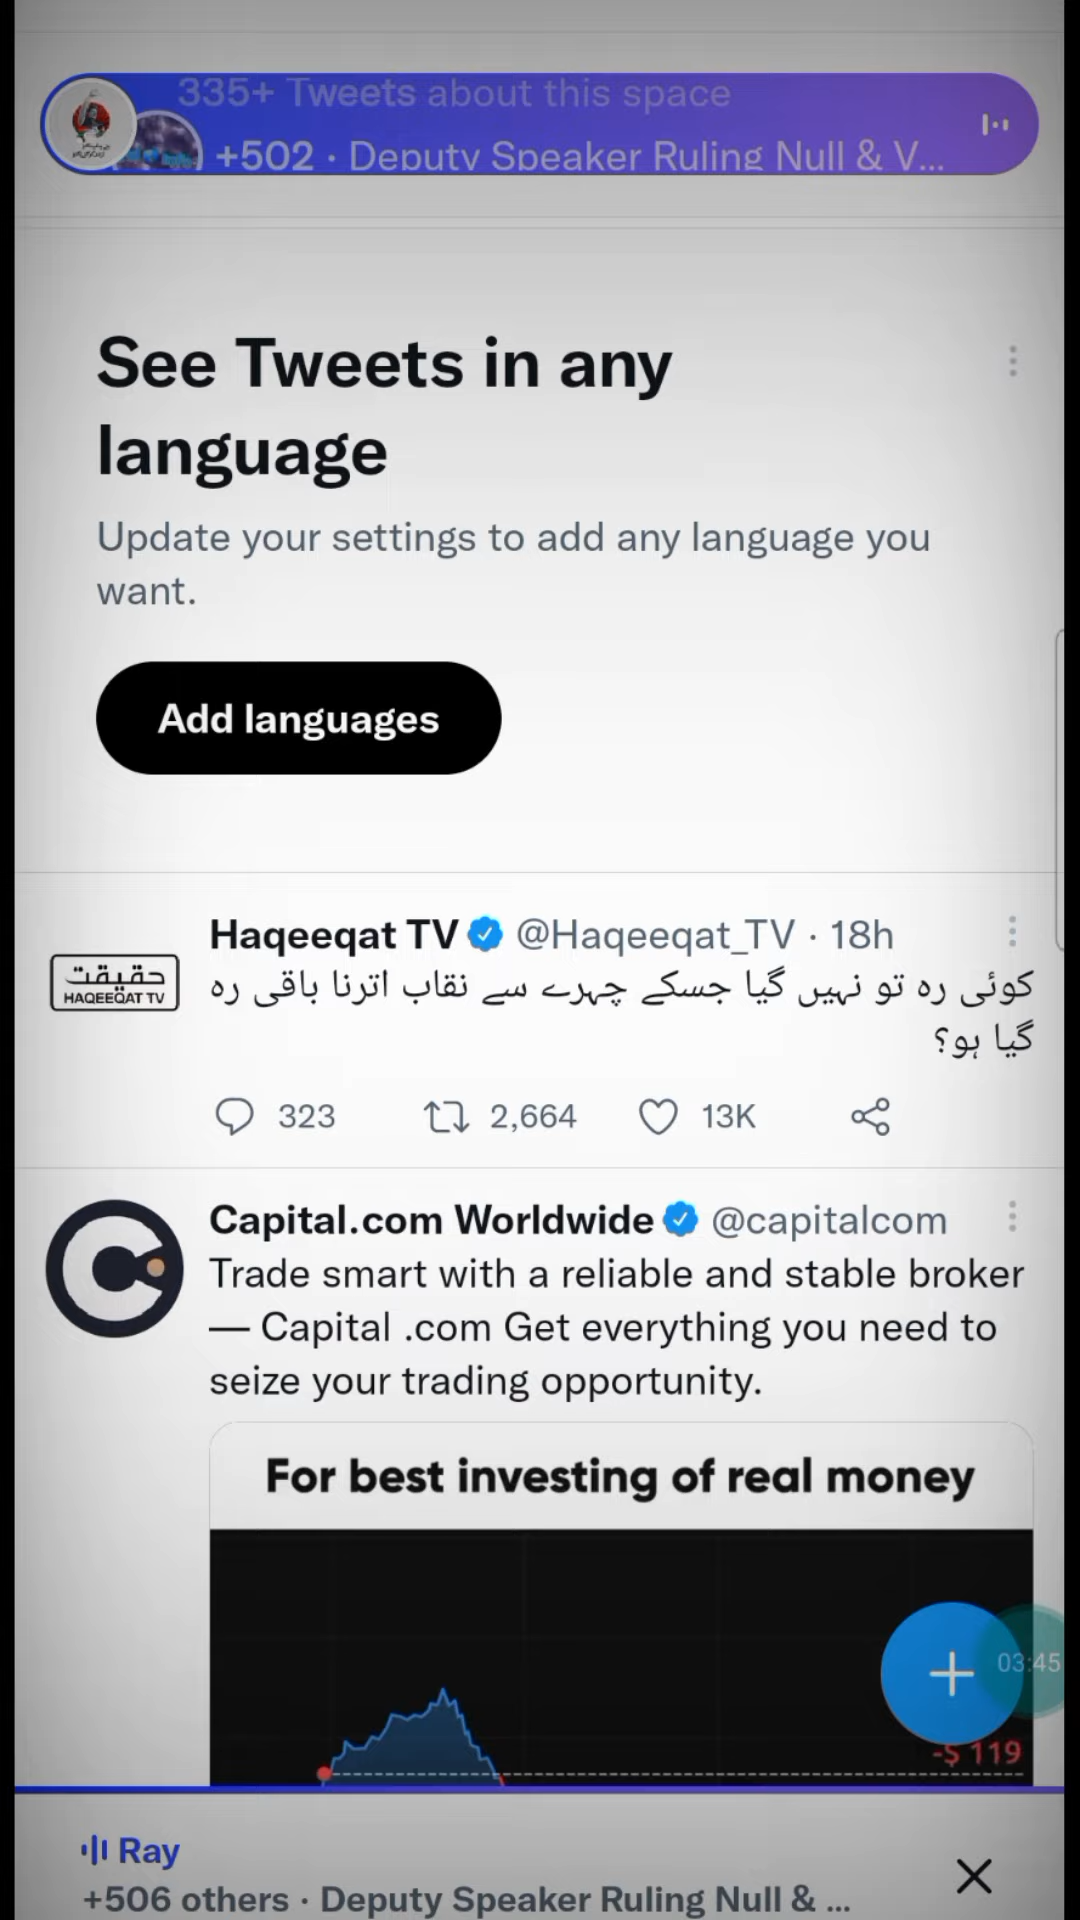 335+ Tweets about this space
+502 · Deputy Speaker Ruling Null & V...
See Tweets in any
language
Update your settings to add any language you
want.
Add languages
Haqeeqat TV @Haqeeqat_TV · 18h
حقیقت
HAQEEQAT TV
کوئی رہ تو نہیں گیا جسکے چہرے سے نقاب اترنا باقی رہ
گیا ہو؟
323 2,664 13K
Capital.com Worldwide @capitalcom
Trade smart with a reliable and stable broker
— Capital .com Get everything you need to
seize your trading opportunity.
For best investing of real money
03:45
-$ 119
Ray
+506 others · Deputy Speaker Ruling Null & ...